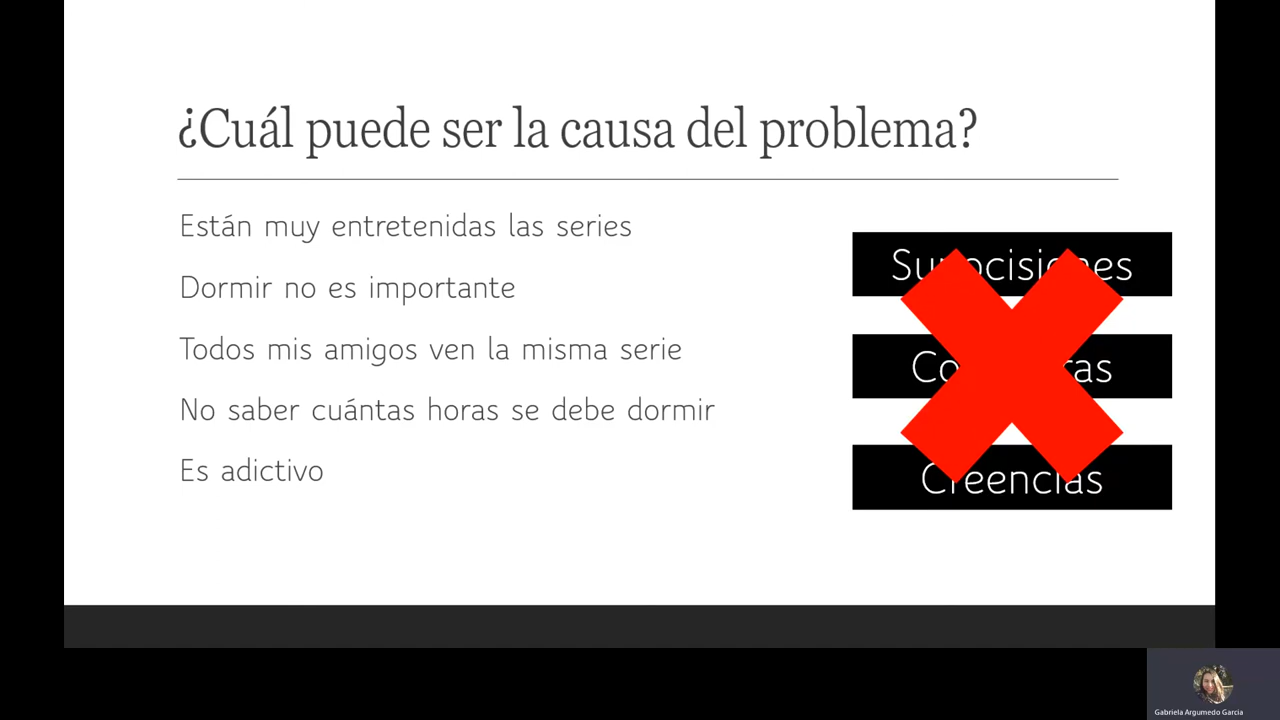 ¿Cuál puede ser la causa del problema?
Están muy entretenidas las series
Dormir no es importante
Todos mis amigos ven la misma serie
No saber cuántas horas se debe dormir
Es adictivo
Creencias
Gabriela Argumedo Garcia